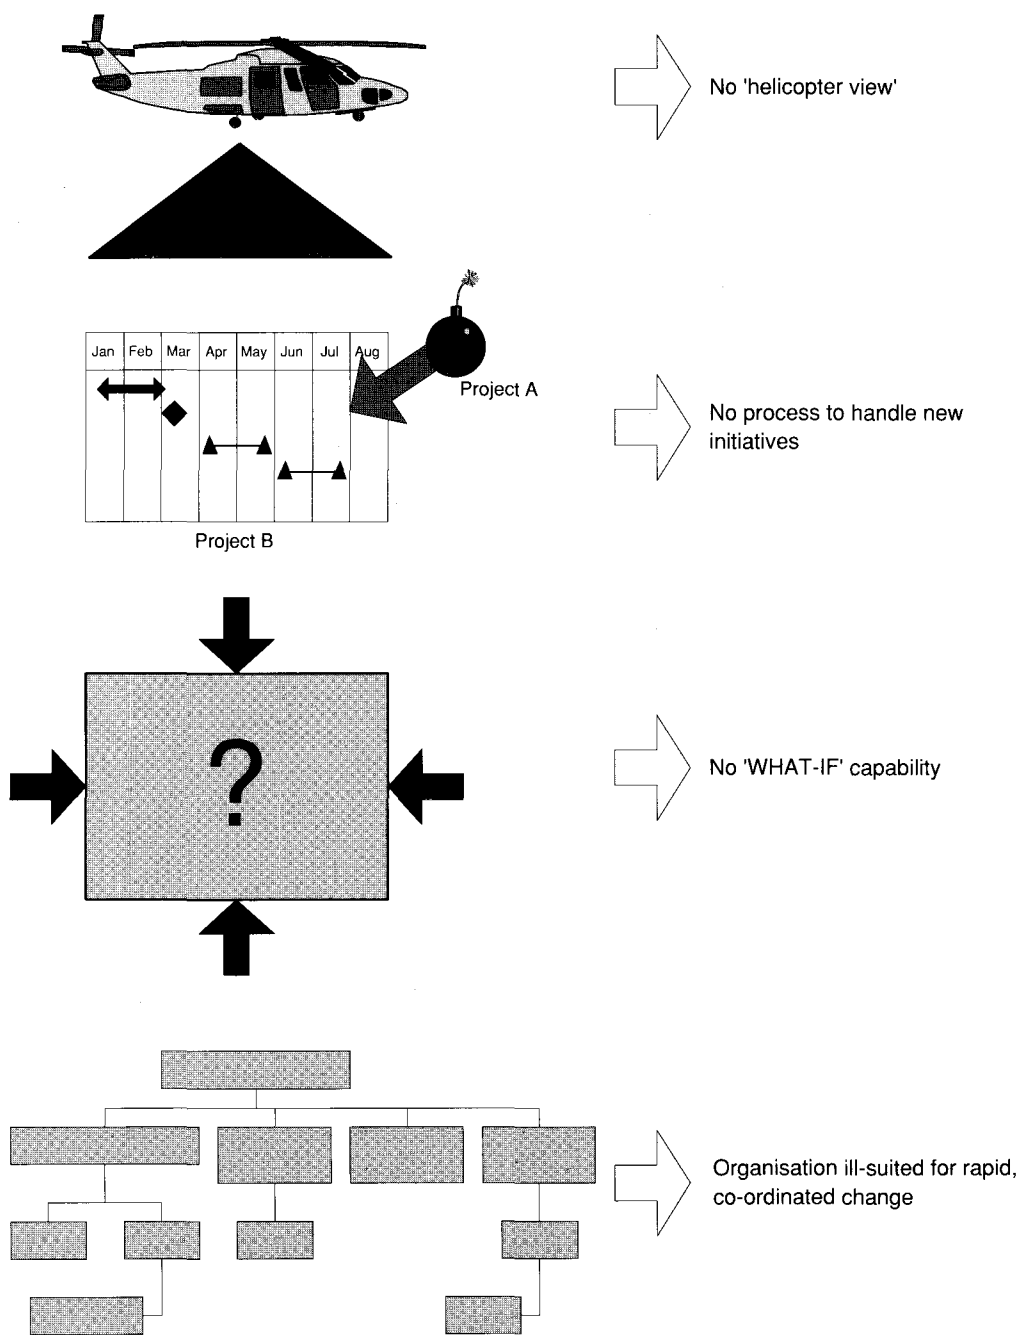 No 'helicopter view'
Jan Feb Mar Apr May Jun Jul Aug
Project A
No process to handle new
initiatives
Project B
?
No 'WHAT-IF' capability
Organisation ill-suited for rapid,
co-ordinated change